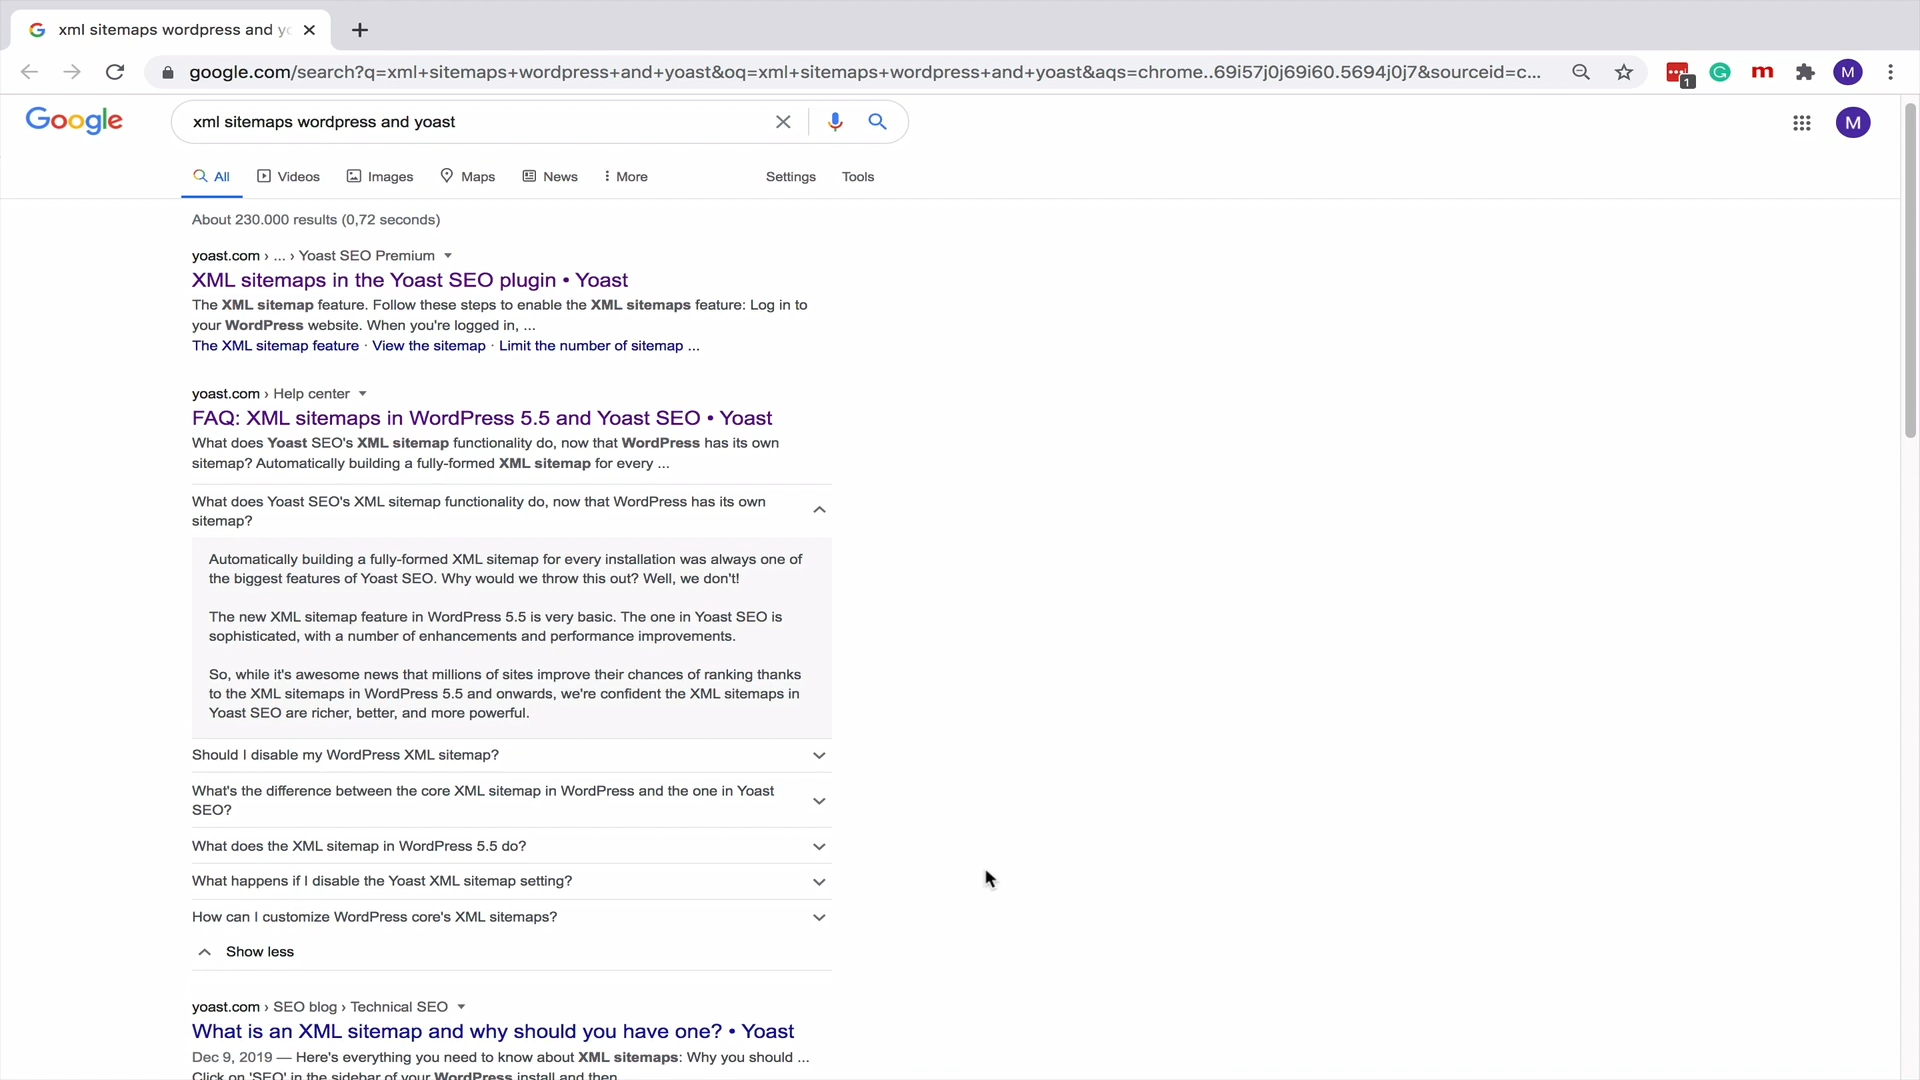 xml sitemaps wordpress and yo
google.com/search?q=xml+sitemaps+wordpress+and+yoast&oq=xml+sitemaps+wordpress+and+yoast&aqs=chrome..69i57j0j69i60.5694j0j7&sourceid=c...
1
G
m
M
Google
xml sitemaps wordpress and yoast
M
All
Videos
Images
Maps
News
More
Settings
Tools
About 230.000 results (0,72 seconds)
yoast.com › ... › Yoast SEO Premium
XML sitemaps in the Yoast SEO plugin • Yoast
The XML sitemap feature. Follow these steps to enable the XML sitemaps feature: Log in to
your WordPress website. When you're logged in, ...
The XML sitemap feature · View the sitemap · Limit the number of sitemap ...
yoast.com › Help center
FAQ: XML sitemaps in WordPress 5.5 and Yoast SEO • Yoast
What does Yoast SEO's XML sitemap functionality do, now that WordPress has its own
sitemap? Automatically building a fully-formed XML sitemap for every ...
What does Yoast SEO's XML sitemap functionality do, now that WordPress has its own
sitemap?
Automatically building a fully-formed XML sitemap for every installation was always one of
the biggest features of Yoast SEO. Why would we throw this out? Well, we don't!
The new XML sitemap feature in WordPress 5.5 is very basic. The one in Yoast SEO is
sophisticated, with a number of enhancements and performance improvements.
So, while it's awesome news that millions of sites improve their chances of ranking thanks
to the XML sitemaps in WordPress 5.5 and onwards, we're confident the XML sitemaps in
Yoast SEO are richer, better, and more powerful.
Should I disable my WordPress XML sitemap?
What's the difference between the core XML sitemap in WordPress and the one in Yoast
SEO?
What does the XML sitemap in WordPress 5.5 do?
What happens if I disable the Yoast XML sitemap setting?
How can I customize WordPress core's XML sitemaps?
Show less
yoast.com › SEO blog › Technical SEO
What is an XML sitemap and why should you have one? • Yoast
Dec 9, 2019 — Here's everything you need to know about XML sitemaps: Why you should ...
Click on 'SEO' in the sidebar of your WordPress install and then